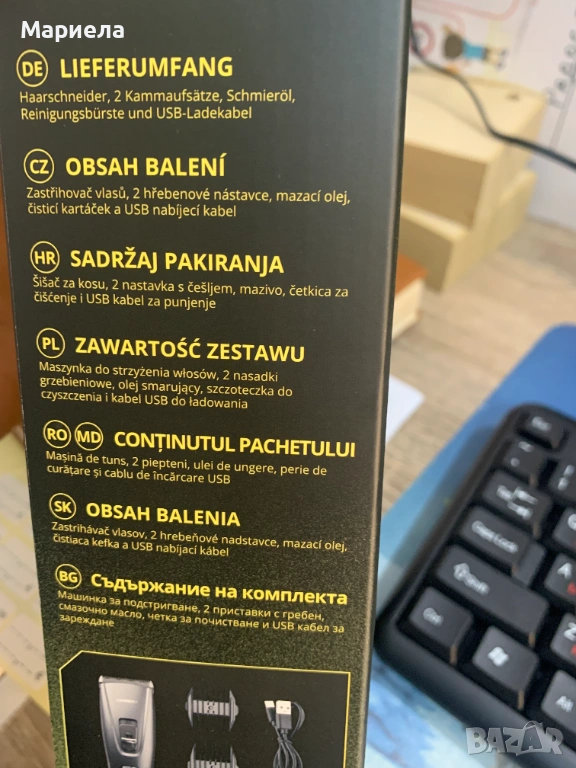 Мариела
DE LIEFERUMFANG
Haarschneider, 2 Kammaufsätze, Schmieröl,
Reinigungsbürste und USB-Ladekabel
CZ OBSAH BALENÍ
Zastřihovač vlasů, 2 hřebenové nástavce, mazací olej,
čisticí kartáček a USB nabíjecí kabel
HR SADRŽAJ PAKIRANJA
Šišač za kosu, 2 nastavka s češljem, mazivo, četkica za
čišćenje i USB kabel za punjenje
PL ZAWARTOŚĆ ZESTAWU
Maszynka do strzyżenia włosów, 2 nasadki
grzebieniowe, olej smarujący, szczoteczka do
czyszczenia i kabel USB do ładowania
RO MD CONȚINUTUL PACHETULUI
Mașină de tuns, 2 piepteni, ulei de ungere, perie de
curățare și cablu de încărcare USB
SK OBSAH BALENIA
Zastrihávač vlasov, 2 hrebeňové nadstavce, mazací olej,
čistiaca kefka a USB nabíjací kábel
BG Съдържание на комплекта
Машинка за подстригване, 2 приставки с гребен,
смазочно масло, четка за почистване и USB кабел за
зареждане
Caps Lock
Shift
Ctrl
A
Z
BAZAR